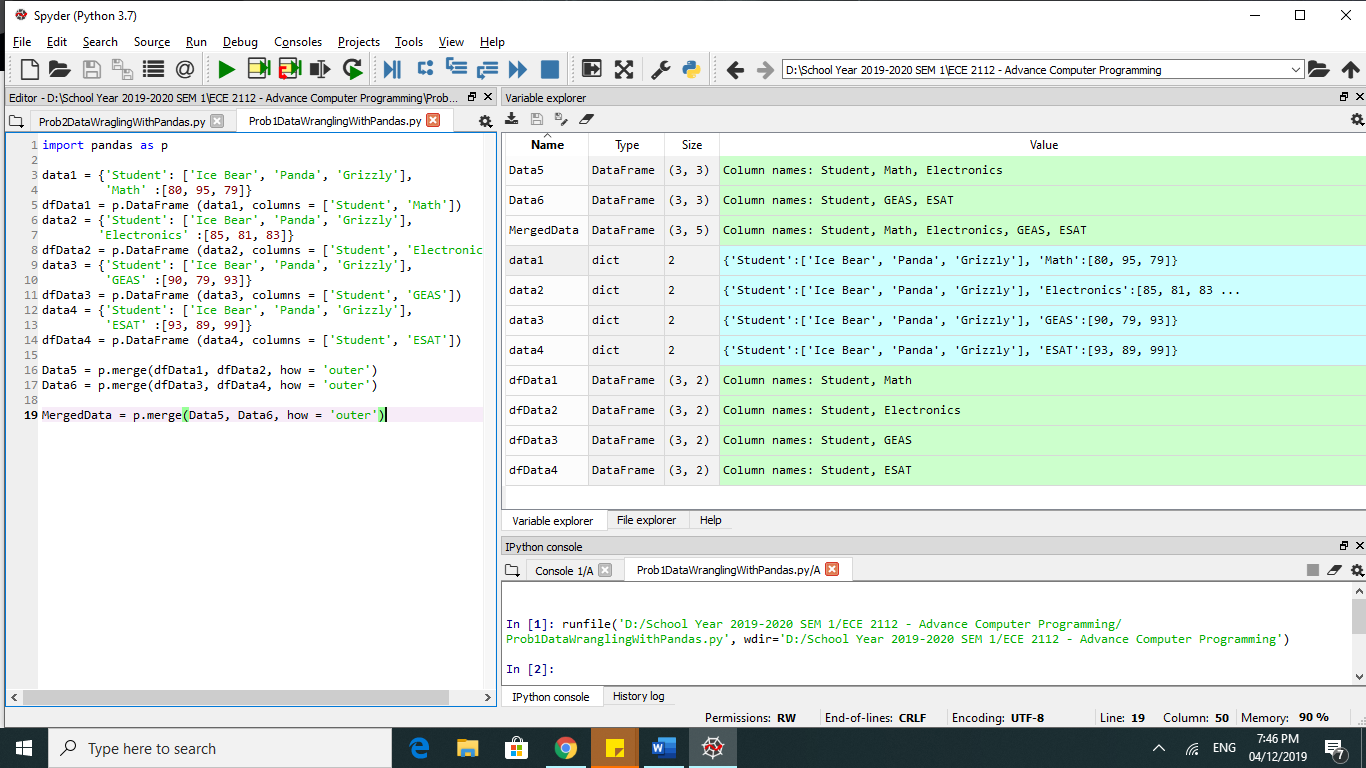 Spyder (Python 3.7)
File Edit Search Source Run Debug Consoles Projects Tools View Help
D:\School Year 2019-2020 SEM 1\ECE 2112 - Advance Computer Programming
Editor - D:\School Year 2019-2020 SEM 1\ECE 2112 - Advance Computer Programming\Prob...
Prob2DataWraglingWithPandas.py Prob1DataWranglingWithPandas.py
1 import pandas as p
2
3 data1 = {'Student': ['Ice Bear', 'Panda', 'Grizzly'],
4 'Math' :[80, 95, 79]}
5 dfData1 = p.DataFrame (data1, columns = ['Student', 'Math'])
6 data2 = {'Student': ['Ice Bear', 'Panda', 'Grizzly'],
7 'Electronics' :[85, 81, 83]}
8 dfData2 = p.DataFrame (data2, columns = ['Student', 'Electronic
9 data3 = {'Student': ['Ice Bear', 'Panda', 'Grizzly'],
10 'GEAS' :[90, 79, 93]}
11 dfData3 = p.DataFrame (data3, columns = ['Student', 'GEAS'])
12 data4 = {'Student': ['Ice Bear', 'Panda', 'Grizzly'],
13 'ESAT' :[93, 89, 99]}
14 dfData4 = p.DataFrame (data4, columns = ['Student', 'ESAT'])
15
16 Data5 = p.merge(dfData1, dfData2, how = 'outer')
17 Data6 = p.merge(dfData3, dfData4, how = 'outer')
18
19 MergedData = p.merge(Data5, Data6, how = 'outer')
Variable explorer
Name Type Size Value
Data5 DataFrame (3, 3) Column names: Student, Math, Electronics
Data6 DataFrame (3, 3) Column names: Student, GEAS, ESAT
MergedData DataFrame (3, 5) Column names: Student, Math, Electronics, GEAS, ESAT
data1 dict 2 {'Student':['Ice Bear', 'Panda', 'Grizzly'], 'Math':[80, 95, 79]}
data2 dict 2 {'Student':['Ice Bear', 'Panda', 'Grizzly'], 'Electronics':[85, 81, 83 ...
data3 dict 2 {'Student':['Ice Bear', 'Panda', 'Grizzly'], 'GEAS':[90, 79, 93]}
data4 dict 2 {'Student':['Ice Bear', 'Panda', 'Grizzly'], 'ESAT':[93, 89, 99]}
dfData1 DataFrame (3, 2) Column names: Student, Math
dfData2 DataFrame (3, 2) Column names: Student, Electronics
dfData3 DataFrame (3, 2) Column names: Student, GEAS
dfData4 DataFrame (3, 2) Column names: Student, ESAT
Variable explorer File explorer Help
IPython console
Console 1/A Prob1DataWranglingWithPandas.py/A
In [1]: runfile('D:/School Year 2019-2020 SEM 1/ECE 2112 - Advance Computer Programming/
Prob1DataWranglingWithPandas.py', wdir='D:/School Year 2019-2020 SEM 1/ECE 2112 - Advance Computer Programming')
In [2]:
IPython console History log
Permissions: RW End-of-lines: CRLF Encoding: UTF-8 Line: 19 Column: 50 Memory: 90 %
Type here to search
ENG
7:46 PM
04/12/2019
7